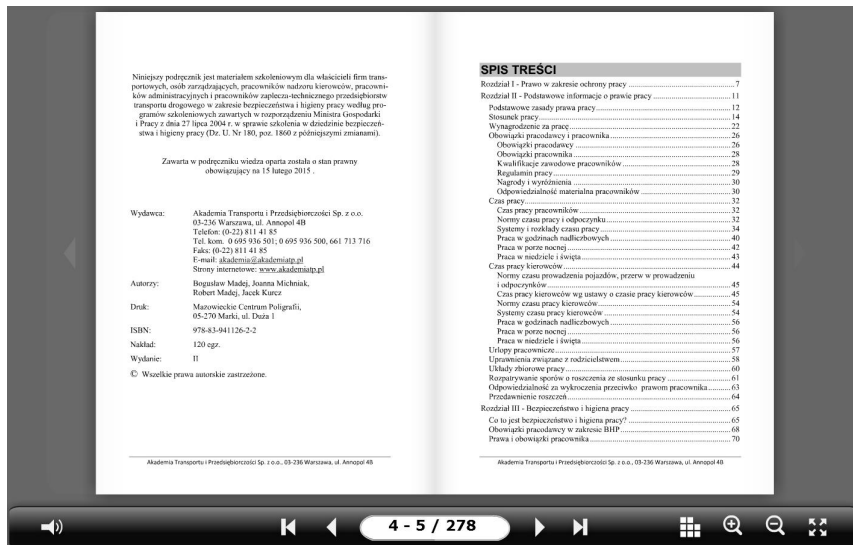 Niniejszy podręcznik jest materiałem szkoleniowym dla właścicieli firm trans-
portowych, osób zarządzających, pracowników nadzoru kierowców, pracowni-
ków administracyjnych i pracowników zaplecza-technicznego przedsiębiorstw
transportu drogowego w zakresie bezpieczeństwa i higieny pracy według pro-
gramów szkoleniowych zawartych w rozporządzeniu Ministra Gospodarki
i Pracy z dnia 27 lipca 2004 r. w sprawie szkolenia w dziedzinie bezpieczeń-
stwa i higieny pracy (Dz. U. Nr 180, poz. 1860 z późniejszymi zmianami).
Zawarta w podręczniku wiedza oparta została o stan prawny
obowiązujący na 15 lutego 2015 .
Wydawca: Akademia Transportu i Przedsiębiorczości Sp. z o.o.
03-236 Warszawa, ul. Annopol 4B
Telefon: (0-22) 811 41 85
Tel. kom. 0 695 936 501; 0 695 936 500, 661 713 716
Faks: (0-22) 811 41 85
E-mail: akademia@akademiatp.pl
Strony internetowe: www.akademiatp.pl
Autorzy: Bogusław Madej, Joanna Michniak,
Robert Madej, Jacek Kurcz
Druk: Mazowieckie Centrum Poligrafii,
05-270 Marki, ul. Duża 1
ISBN: 978-83-941126-2-2
Nakład: 120 egz.
Wydanie: II
© Wszelkie prawa autorskie zastrzeżone.
Akademia Transportu i Przedsiębiorczości Sp. z o.o., 03-236 Warszawa, ul. Annopol 4B
SPIS TREŚCI
Rozdział I - Prawo w zakresie ochrony pracy ... 7
Rozdział II - Podstawowe informacje o prawie pracy ... 11
Podstawowe zasady prawa pracy ... 12
Stosunek pracy ... 14
Wynagrodzenie za pracę ... 22
Obowiązki pracodawcy i pracownika ... 26
Obowiązki pracodawcy ... 26
Obowiązki pracownika ... 28
Kwalifikacje zawodowe pracowników ... 28
Regulamin pracy ... 29
Nagrody i wyróżnienia ... 30
Odpowiedzialność materialna pracowników ... 30
Czas pracy ... 32
Czas pracy pracowników ... 32
Normy czasu pracy i odpoczynku ... 32
Systemy i rozkłady czasu pracy ... 34
Praca w godzinach nadliczbowych ... 40
Praca w porze nocnej ... 42
Praca w niedziele i święta ... 43
Czas pracy kierowców ... 44
Normy czasu prowadzenia pojazdów, przerw w prowadzeniu
i odpoczynków ... 45
Czas pracy kierowców wg ustawy o czasie pracy kierowców ... 45
Normy czasu pracy kierowców ... 54
Systemy czasu pracy kierowców ... 54
Praca w godzinach nadliczbowych ... 56
Praca w porze nocnej ... 56
Praca w niedziele i święta ... 56
Urlopy pracownicze ... 57
Uprawnienia związane z rodzicielstwem ... 58
Układy zbiorowe pracy ... 60
Rozpatrywanie sporów o roszczenia ze stosunku pracy ... 61
Odpowiedzialność za wykroczenia przeciwko prawom pracownika ... 63
Przedawnienie roszczeń ... 64
Rozdział III - Bezpieczeństwo i higiena pracy ... 65
Co to jest bezpieczeństwo i higiena pracy? ... 65
Obowiązki pracodawcy w zakresie BHP ... 68
Prawa i obowiązki pracownika ... 70
Akademia Transportu i Przedsiębiorczości Sp. z o.o., 03-236 Warszawa, ul. Annopol 4B
4 - 5 / 278